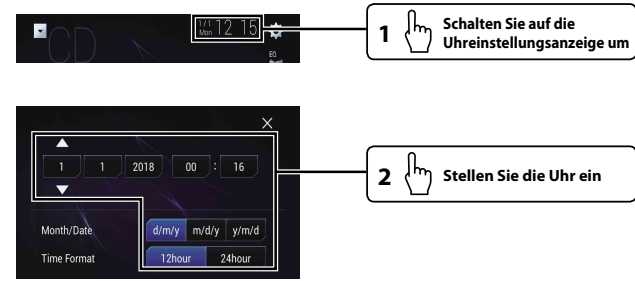 CD
1/1
Mon
12 15
EQ
1
Schalten Sie auf die
Uhreinstellungsanzeige um
1 1 2018 00 : 16
2
Stellen Sie die Uhr ein
Month/Date d/m/y m/d/y y/m/d
Time Format 12hour 24hour